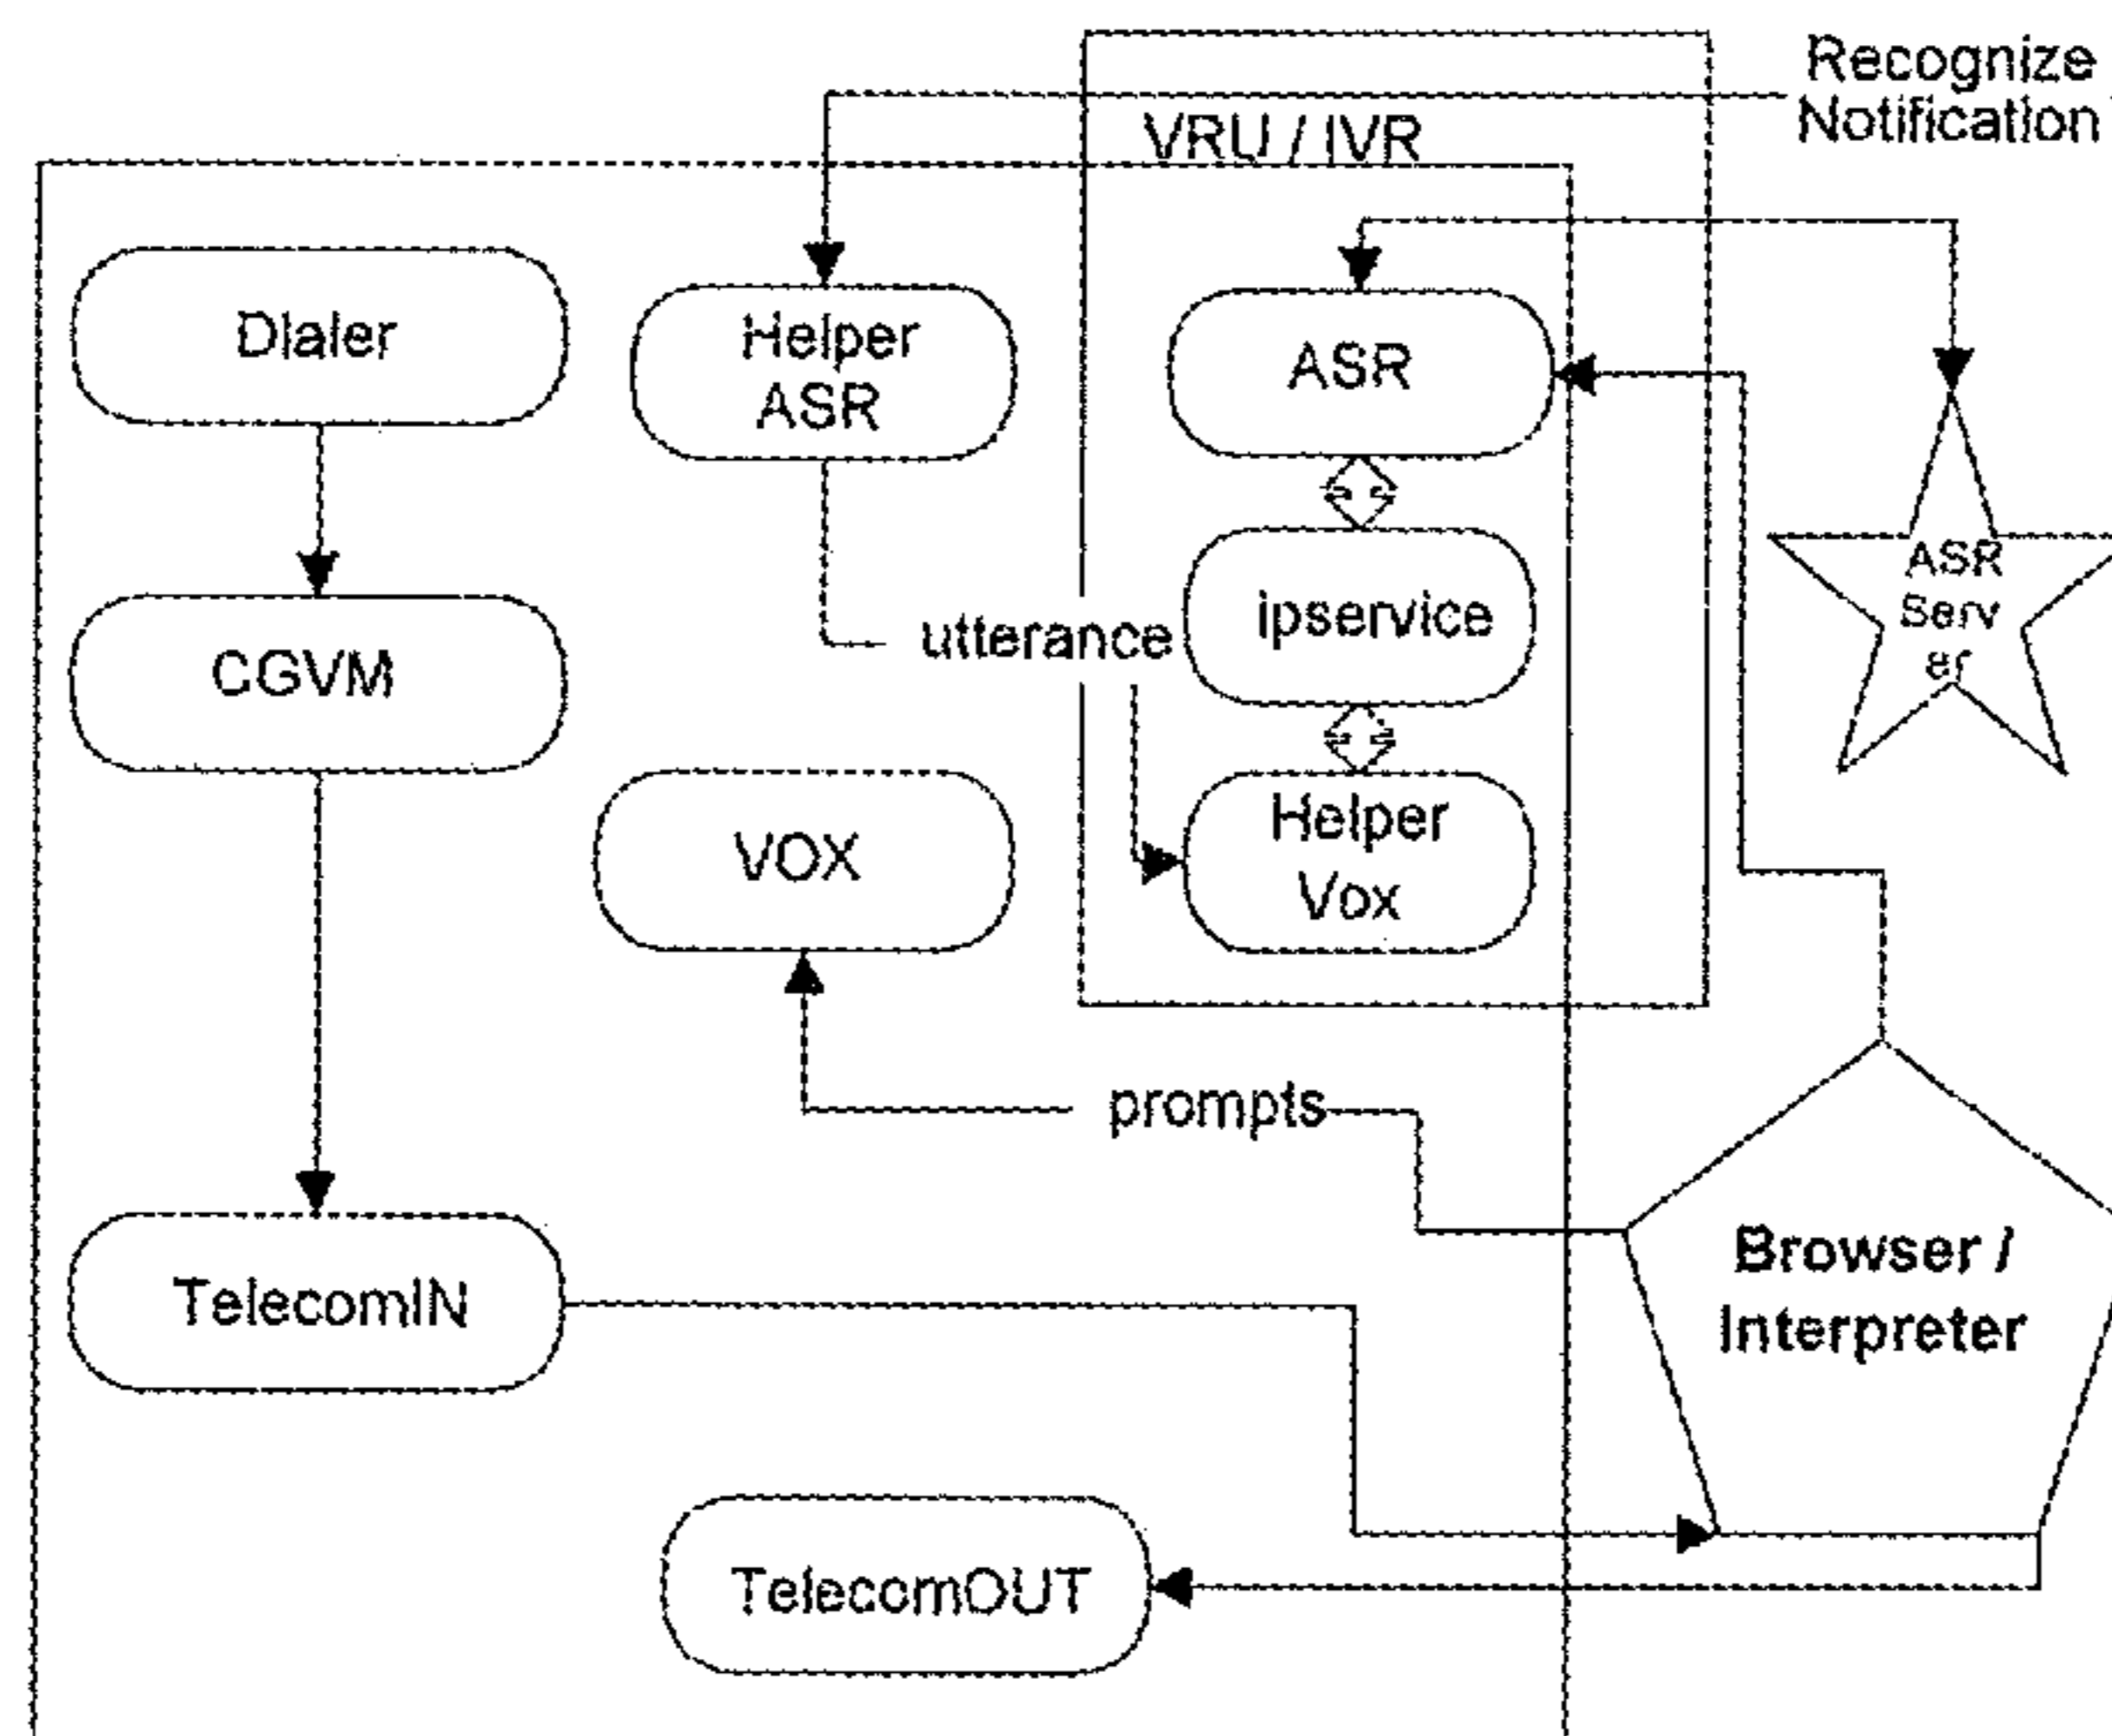 Recognize
Notification
VRU / IVR
Dialer
Helper
ASR
ASR
ASR
Serv
er
ipservice
utterance
CGVM
Helper
Vox
VOX
prompts
Browser /
Interpreter
TelecomIN
TelecomOUT